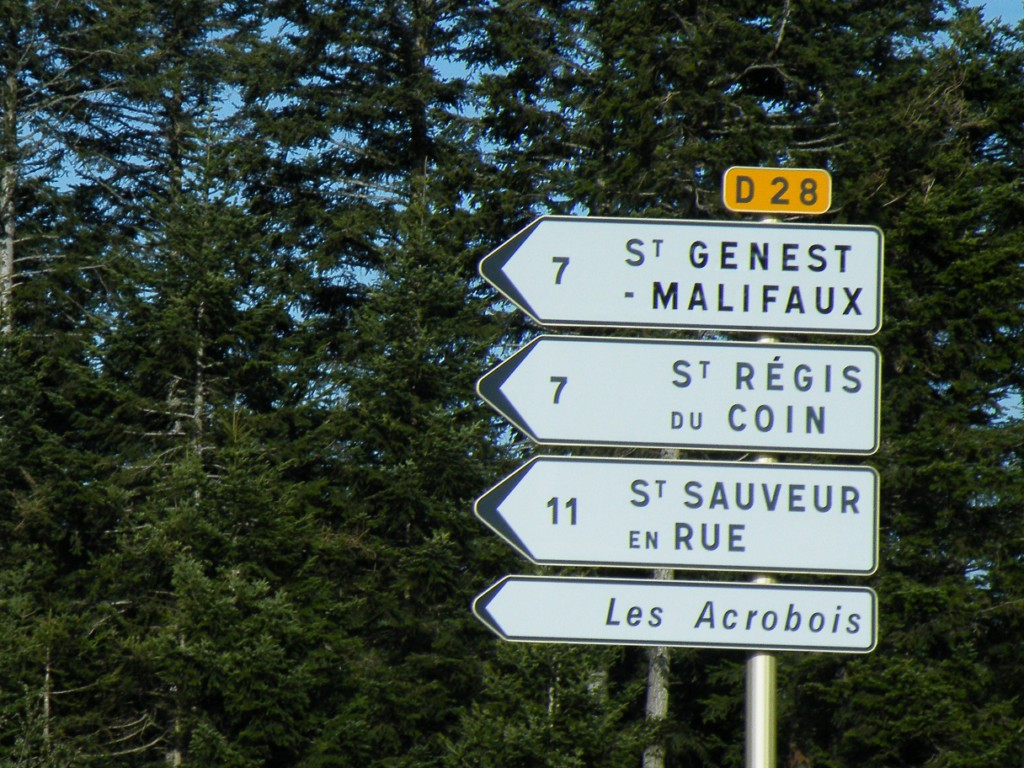 D 28
7 ST GENEST
- MALIFAUX
7 ST RÉGIS
DU COIN
11 ST SAUVEUR
EN RUE
Les Acrobois